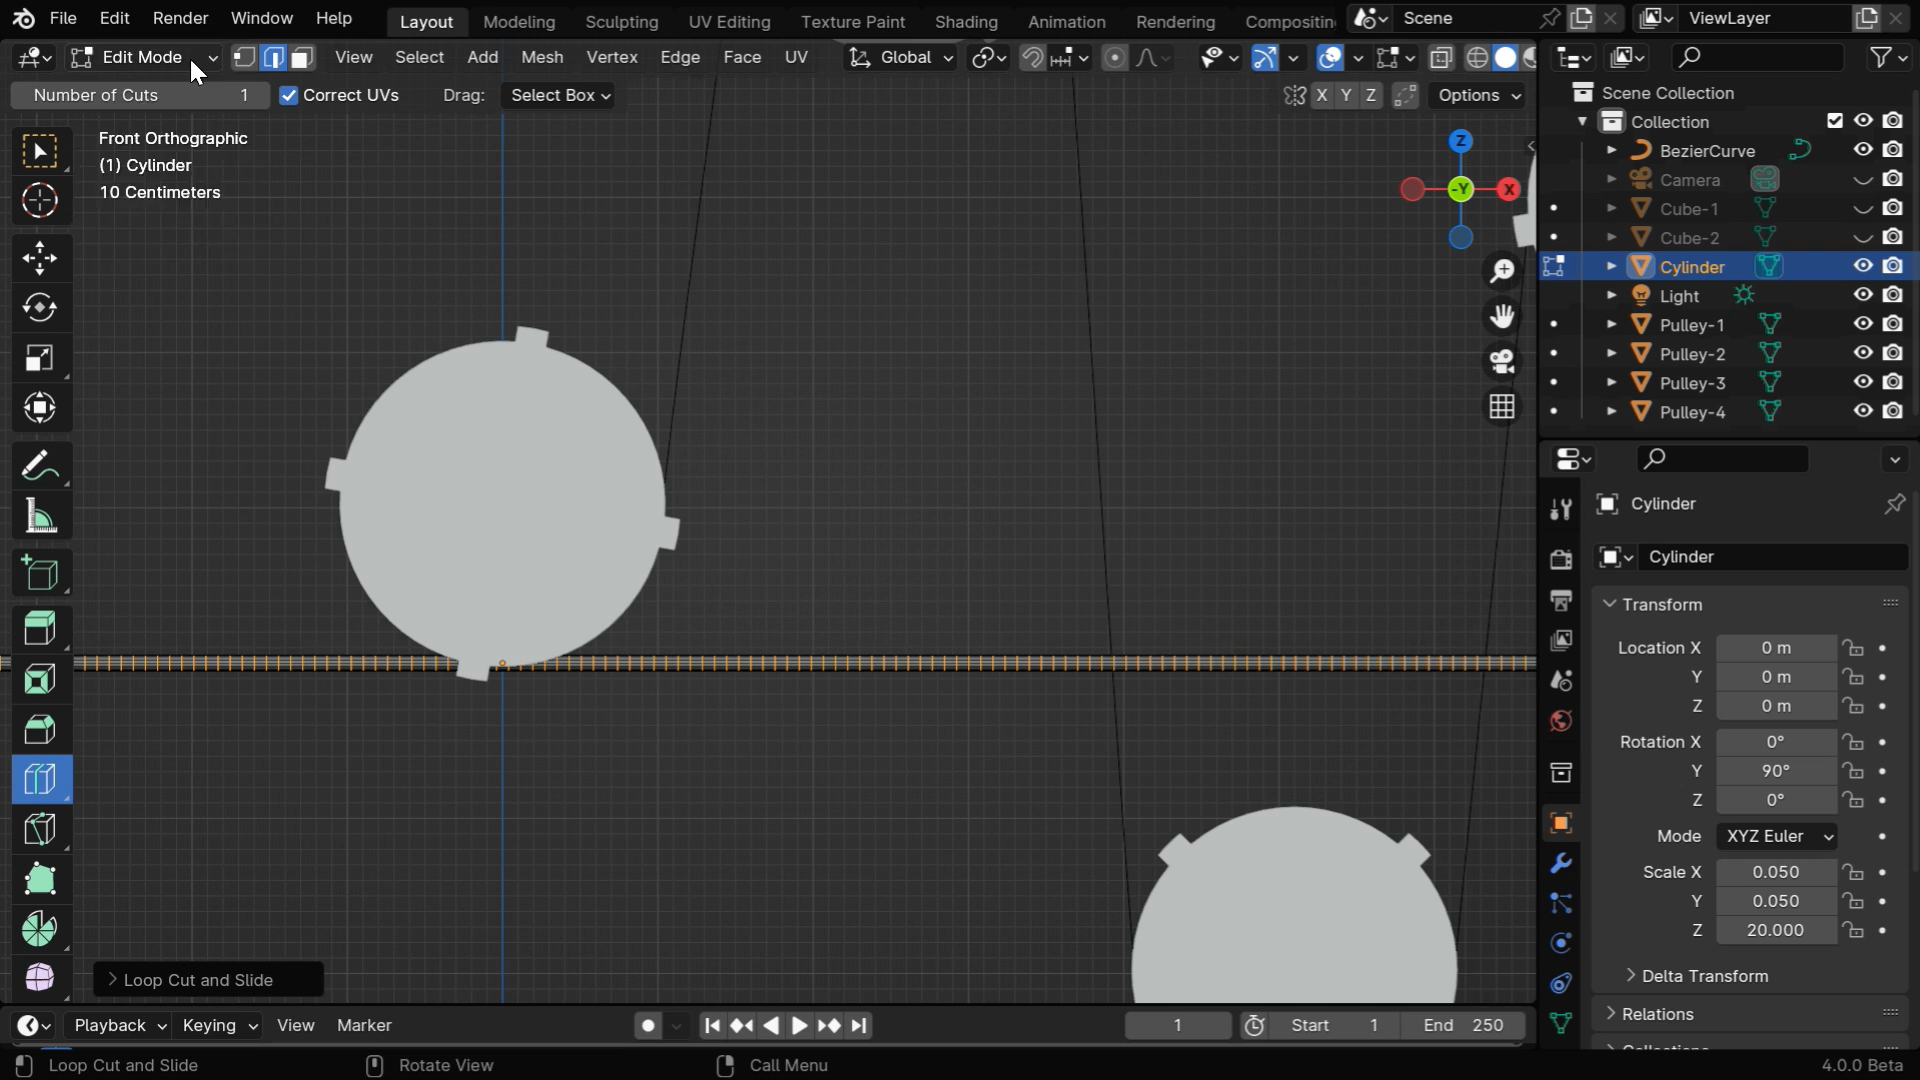 File Edit Render Window Help Layout Modeling Sculpting UV Editing Texture Paint Shading Animation Rendering Compositin Scene ViewLayer
Edit Mode View Select Add Mesh Vertex Edge Face UV Global
Number of Cuts 1 Correct UVs Drag: Select Box X Y Z Options
Front Orthographic
(1) Cylinder
10 Centimeters
Z
-Y X
Loop Cut and Slide
Scene Collection
Collection
BezierCurve
Camera
Cube-1
Cube-2
Cylinder
Light
Pulley-1
Pulley-2
Pulley-3
Pulley-4
Cylinder
Cylinder
Transform
Location X 0 m
Y 0 m
Z 0 m
Rotation X 0°
Y 90°
Z 0°
Mode XYZ Euler
Scale X 0.050
Y 0.050
Z 20.000
Delta Transform
Relations
Collections
Playback Keying View Marker 1 Start 1 End 250
Loop Cut and Slide Rotate View Call Menu 4.0.0 Beta